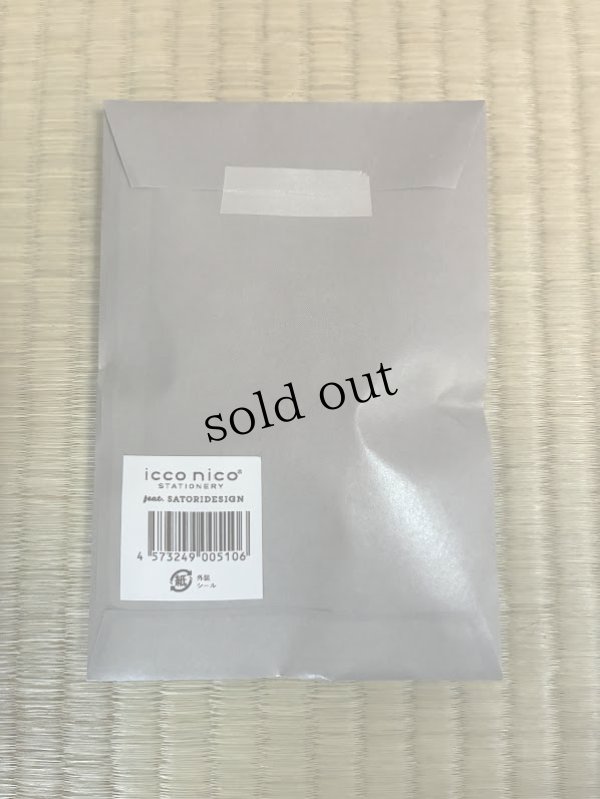 sold out
icco nico®
STATIONERY
feat. SATORIDESIGN
4 573249 005106
紙 外装
シール